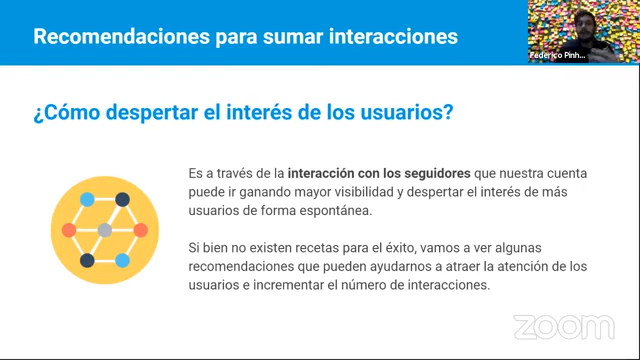 Recomendaciones para sumar interacciones
Federico Pinh...
¿Cómo despertar el interés de los usuarios?
Es a través de la interacción con los seguidores que nuestra cuenta
puede ir ganando mayor visibilidad y despertar el interés de más
usuarios de forma espontánea.
Si bien no existen recetas para el éxito, vamos a ver algunas
recomendaciones que pueden ayudarnos a atraer la atención de los
usuarios e incrementar el número de interacciones.
zoom